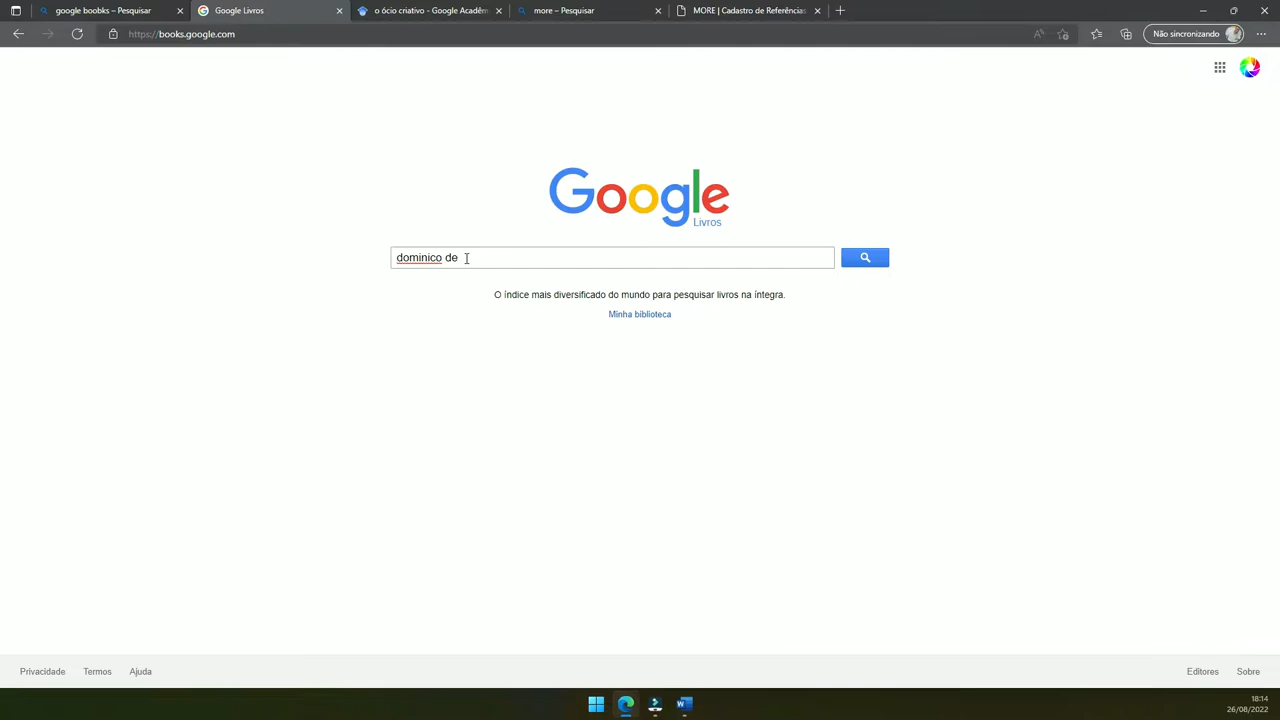 google boobks – Pesquisar
Google Livros
o ócio criativo - Google Acadêm
more – Pesquisar
MORE | Cadastro de Referências
https://books.google.com
Não sincronizando
Google
Livros
dominico de
O índice mais diversificado do mundo para pesquisar livros na íntegra.
Minha biblioteca
Privacidade Termos Ajuda
Editores Sobre
18:14
26/08/2022